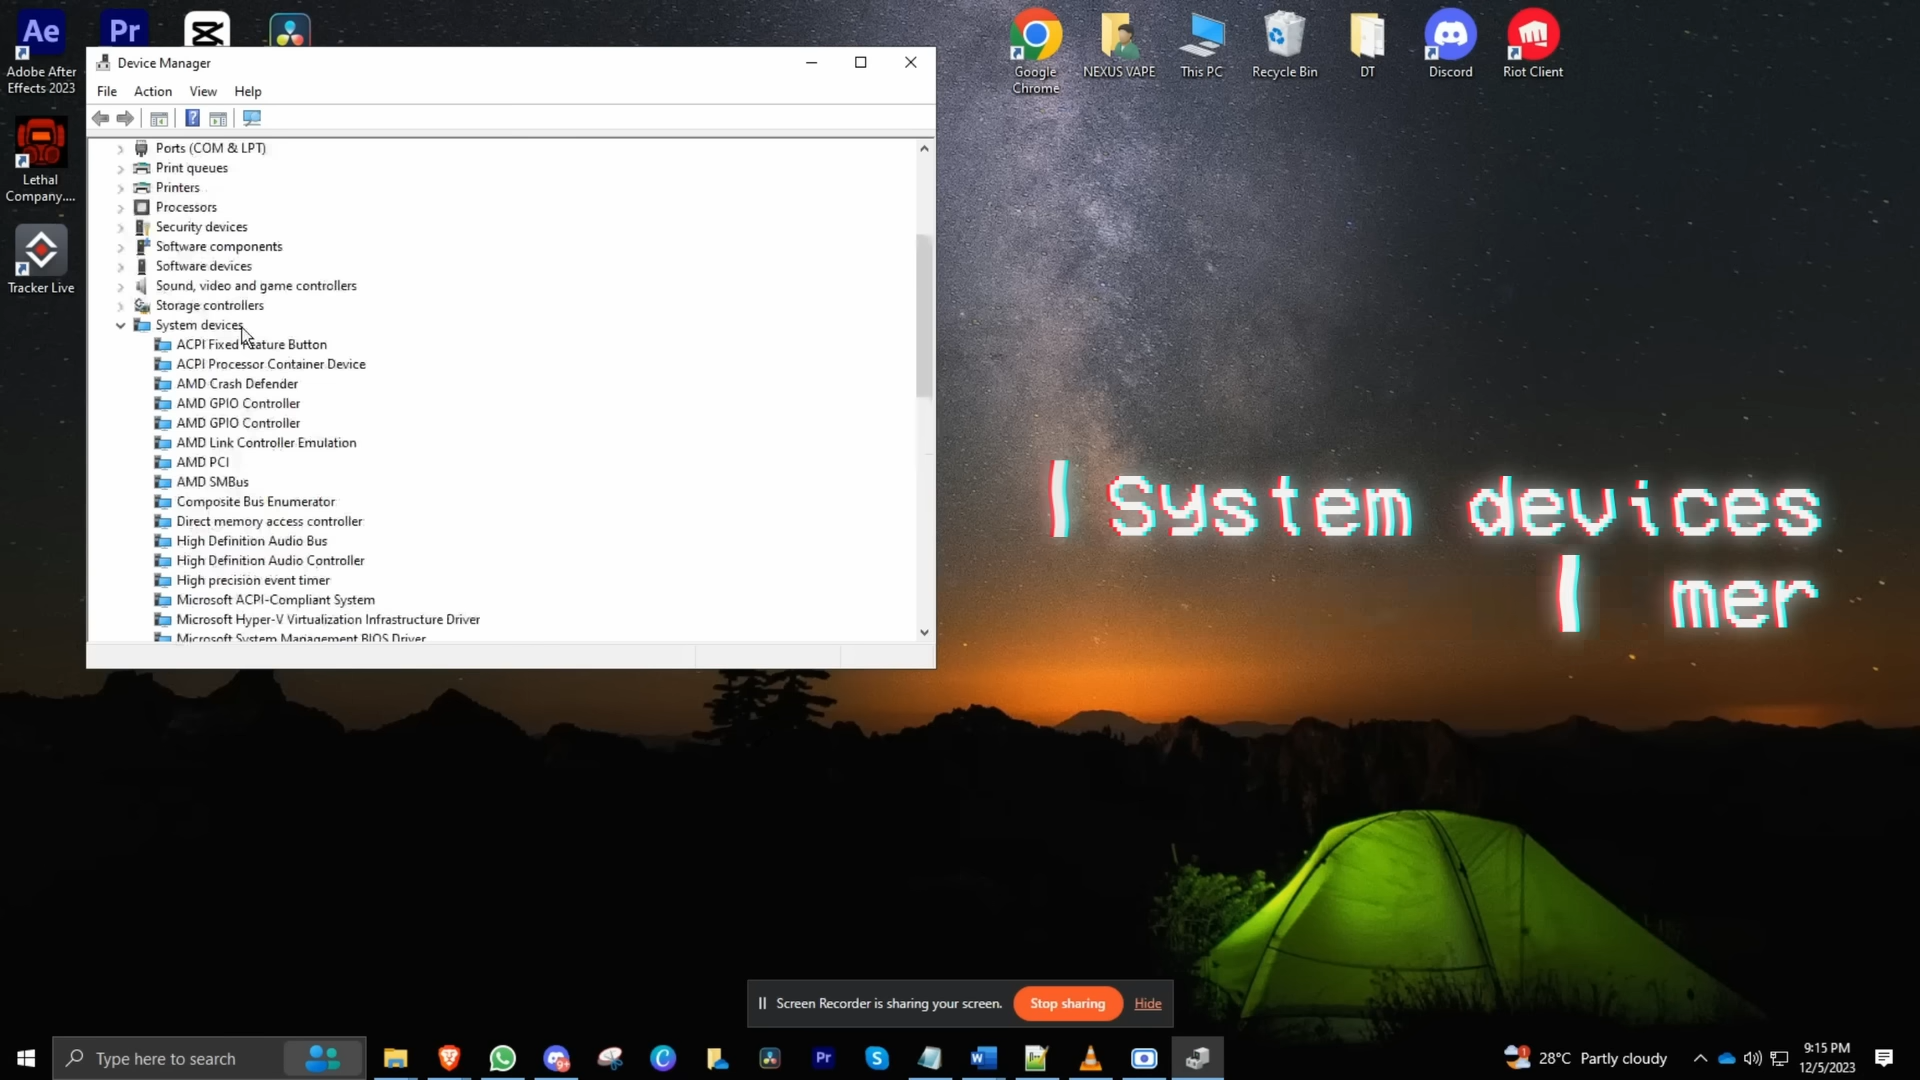 Ae
Pr
Adobe After
Effects 2023
Lethal
Company....
Tracker Live
Device Manager
File Action View Help
Ports (COM & LPT)
Print queues
Printers
Processors
Security devices
Software components
Software devices
Sound, video and game controllers
Storage controllers
System devices
ACPI Fixed Feature Button
ACPI Processor Container Device
AMD Crash Defender
AMD GPIO Controller
AMD GPIO Controller
AMD Link Controller Emulation
AMD PCI
AMD SMBus
Composite Bus Enumerator
Direct memory access controller
High Definition Audio Bus
High Definition Audio Controller
High precision event timer
Microsoft ACPI-Compliant System
Microsoft Hyper-V Virtualization Infrastructure Driver
Microsoft System Management BIOS Driver
Google
Chrome
NEXUS VAPE
This PC
Recycle Bin
DT
Discord
Riot Client
System devices
mer
Screen Recorder is sharing your screen. Stop sharing Hide
Type here to search
9+
Pr
28°C Partly cloudy
9:15 PM
12/5/2023